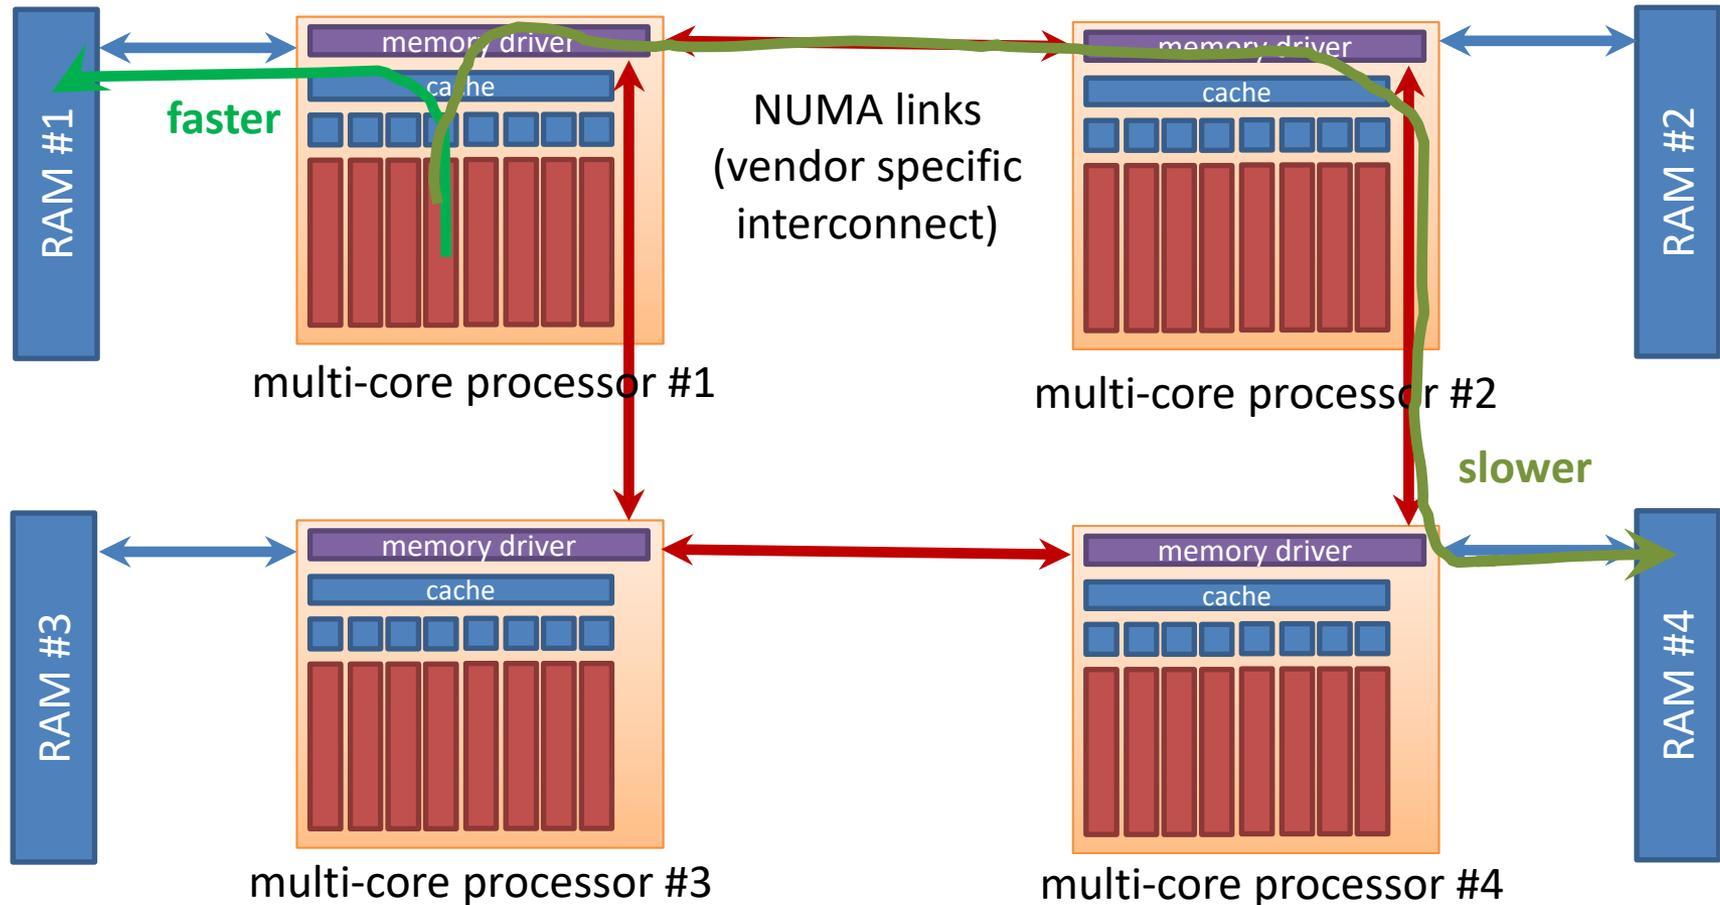 RAM #1
memory driver
cache
faster
multi-core processor #1
NUMA links
(vendor specific
interconnect)
memory driver
cache
multi-core processor #2
RAM #2
slower
RAM #3
memory driver
cache
multi-core processor #3
memory driver
cache
multi-core processor #4
RAM #4